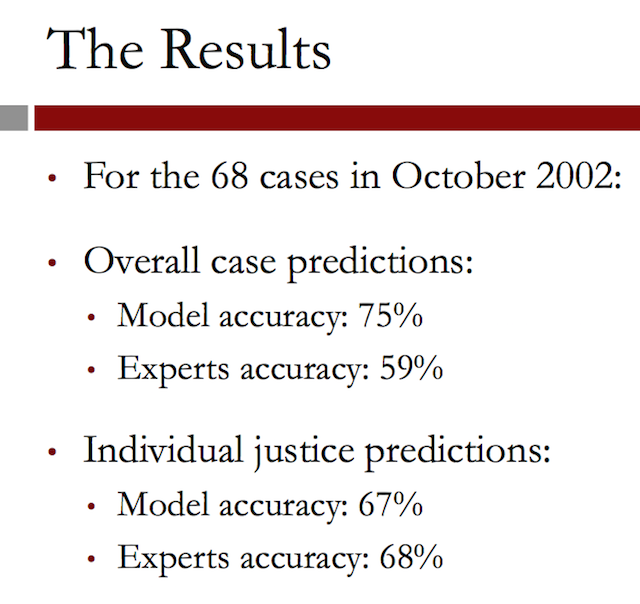 The Results
• For the 68 cases in October 2002:
• Overall case predictions:
• Model accuracy: 75%
• Experts accuracy: 59%
• Individual justice predictions:
• Model accuracy: 67%
• Experts accuracy: 68%